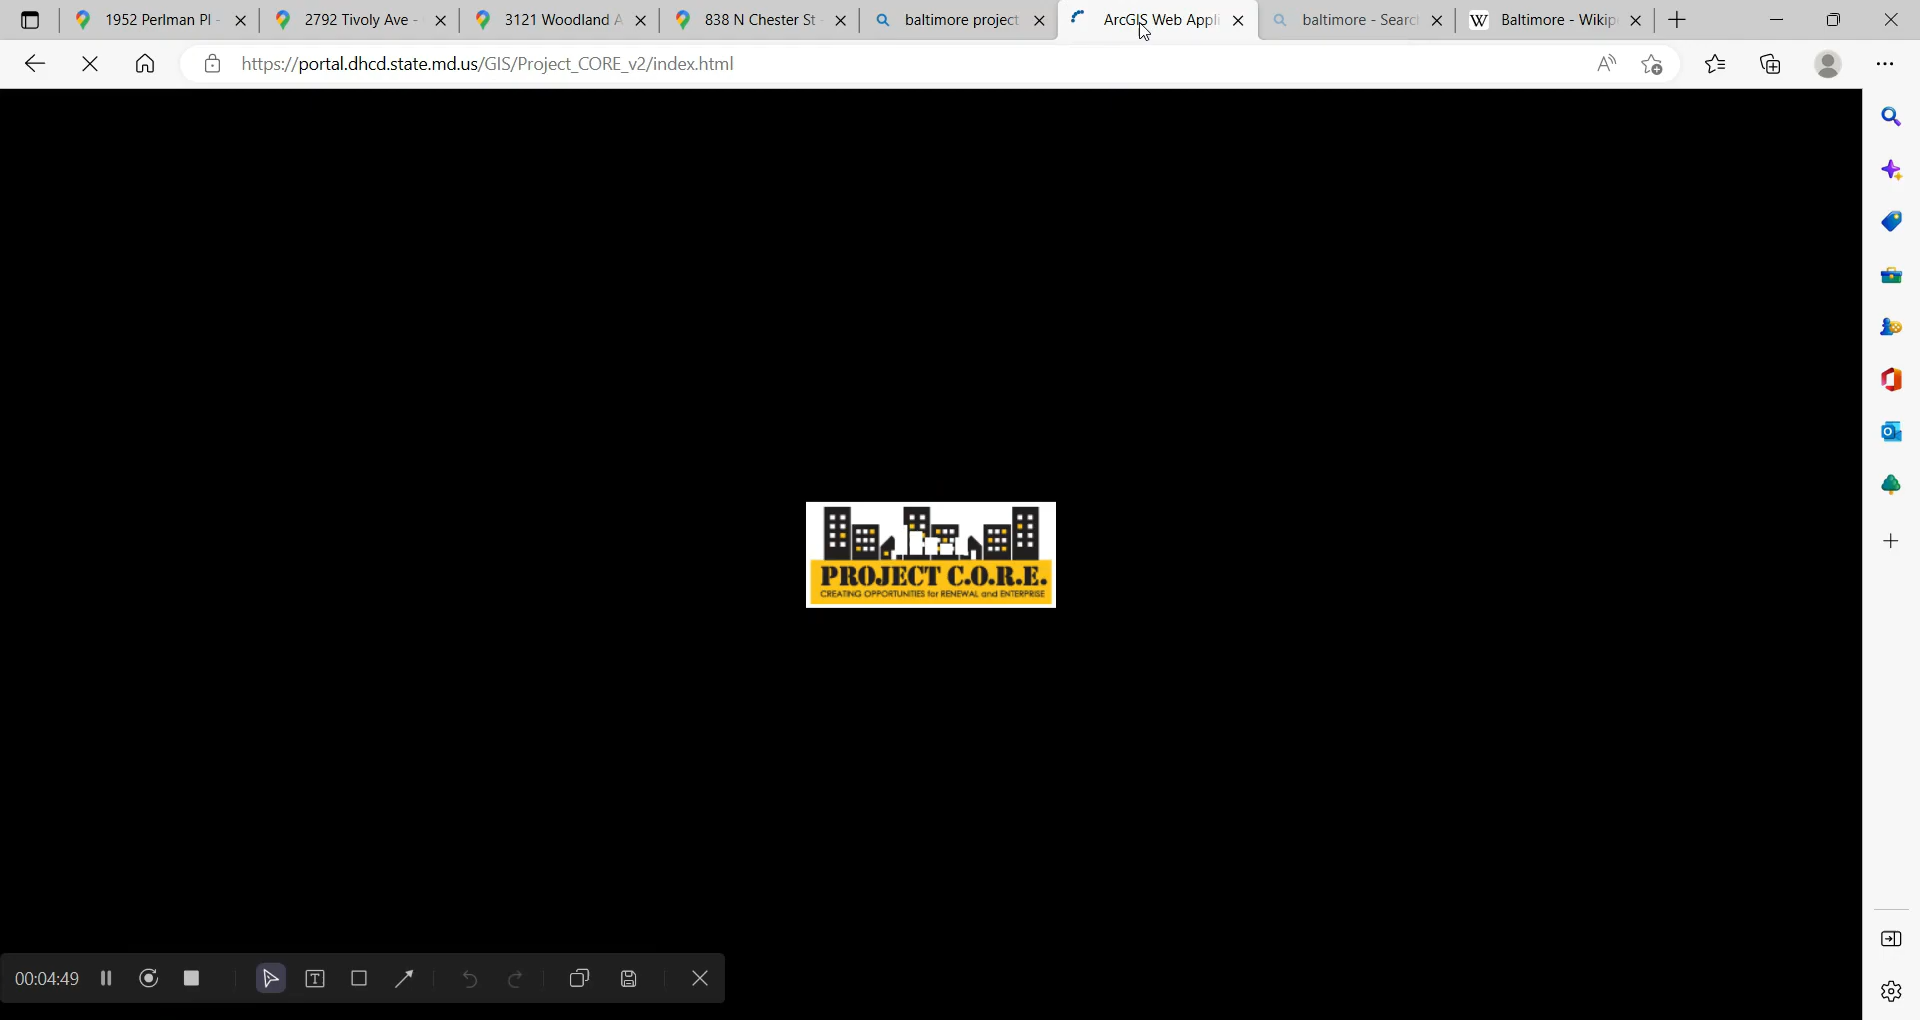 1952 Perlman Pl -
2792 Tivoly Ave -
3121 Woodland A
838 N Chester St -
baltimore project
ArcGIS Web Appli
baltimore - Searc
W Baltimore - Wikip
https://portal.dhcd.state.md.us/GIS/Project_CORE_v2/index.html
PROJECT C.O.R.E.
CREATING OPPORTUNITIES for RENEWAL and ENTERPRISE
00:04:49